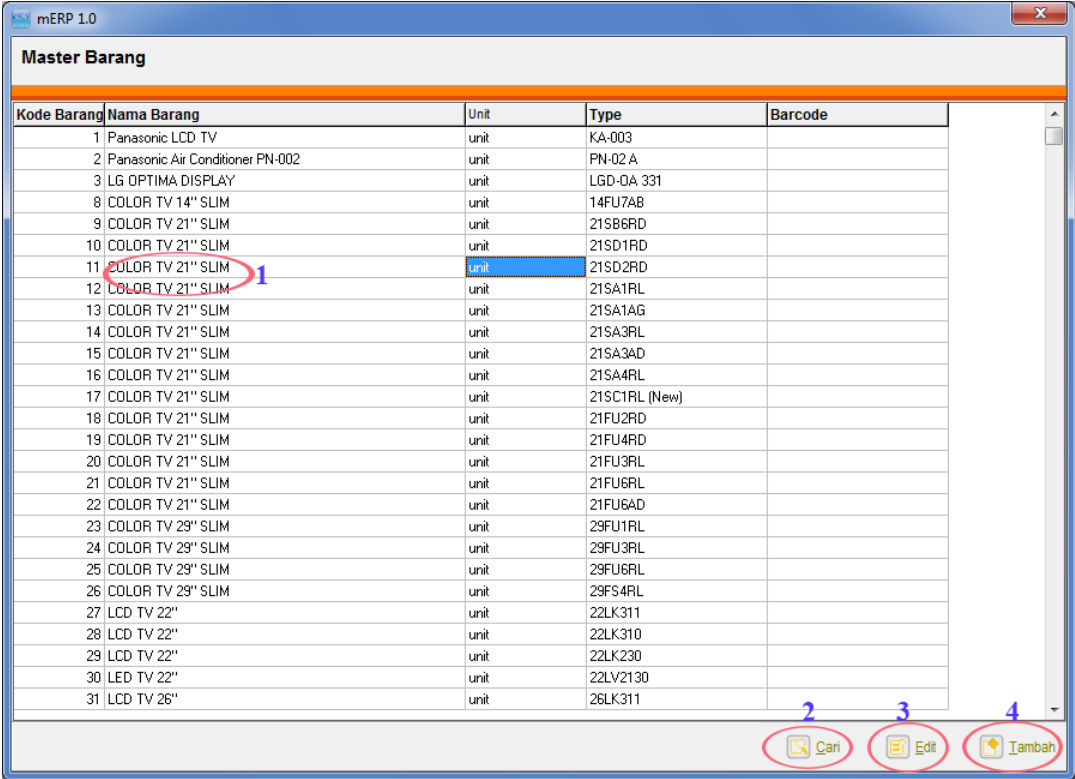 mERP 1.0
Master Barang
Kode Barang Nama Barang Unit Type Barcode
1 Panasonic LCD TV unit KA-003
2 Panasonic Air Conditioner PN-002 unit PN-02 A
3 LG OPTIMA DISPLAY unit LGD-OA 331
8 COLOR TV 14" SLIM unit 14FU7AB
9 COLOR TV 21" SLIM unit 21SB6RD
10 COLOR TV 21" SLIM unit 21SD1RD
11 COLOR TV 21" SLIM 1 unit 21SD2RD
12 COLOR TV 21" SLIM unit 21SA1RL
13 COLOR TV 21" SLIM unit 21SA1AG
14 COLOR TV 21" SLIM unit 21SA3RL
15 COLOR TV 21" SLIM unit 21SA3AD
16 COLOR TV 21" SLIM unit 21SA4RL
17 COLOR TV 21" SLIM unit 21SC1RL (New)
18 COLOR TV 21" SLIM unit 21FU2RD
19 COLOR TV 21" SLIM unit 21FU4RD
20 COLOR TV 21" SLIM unit 21FU3RL
21 COLOR TV 21" SLIM unit 21FU6RL
22 COLOR TV 21" SLIM unit 21FU6AD
23 COLOR TV 29" SLIM unit 29FU1RL
24 COLOR TV 29" SLIM unit 29FU3RL
25 COLOR TV 29" SLIM unit 29FU6RL
26 COLOR TV 29" SLIM unit 29FS4RL
27 LCD TV 22" unit 22LK311
28 LCD TV 22" unit 22LK310
29 LCD TV 22" unit 22LK230
30 LED TV 22" unit 22LV2130
31 LCD TV 26" unit 26LK311
2 3 4
Cari Edit Tambah